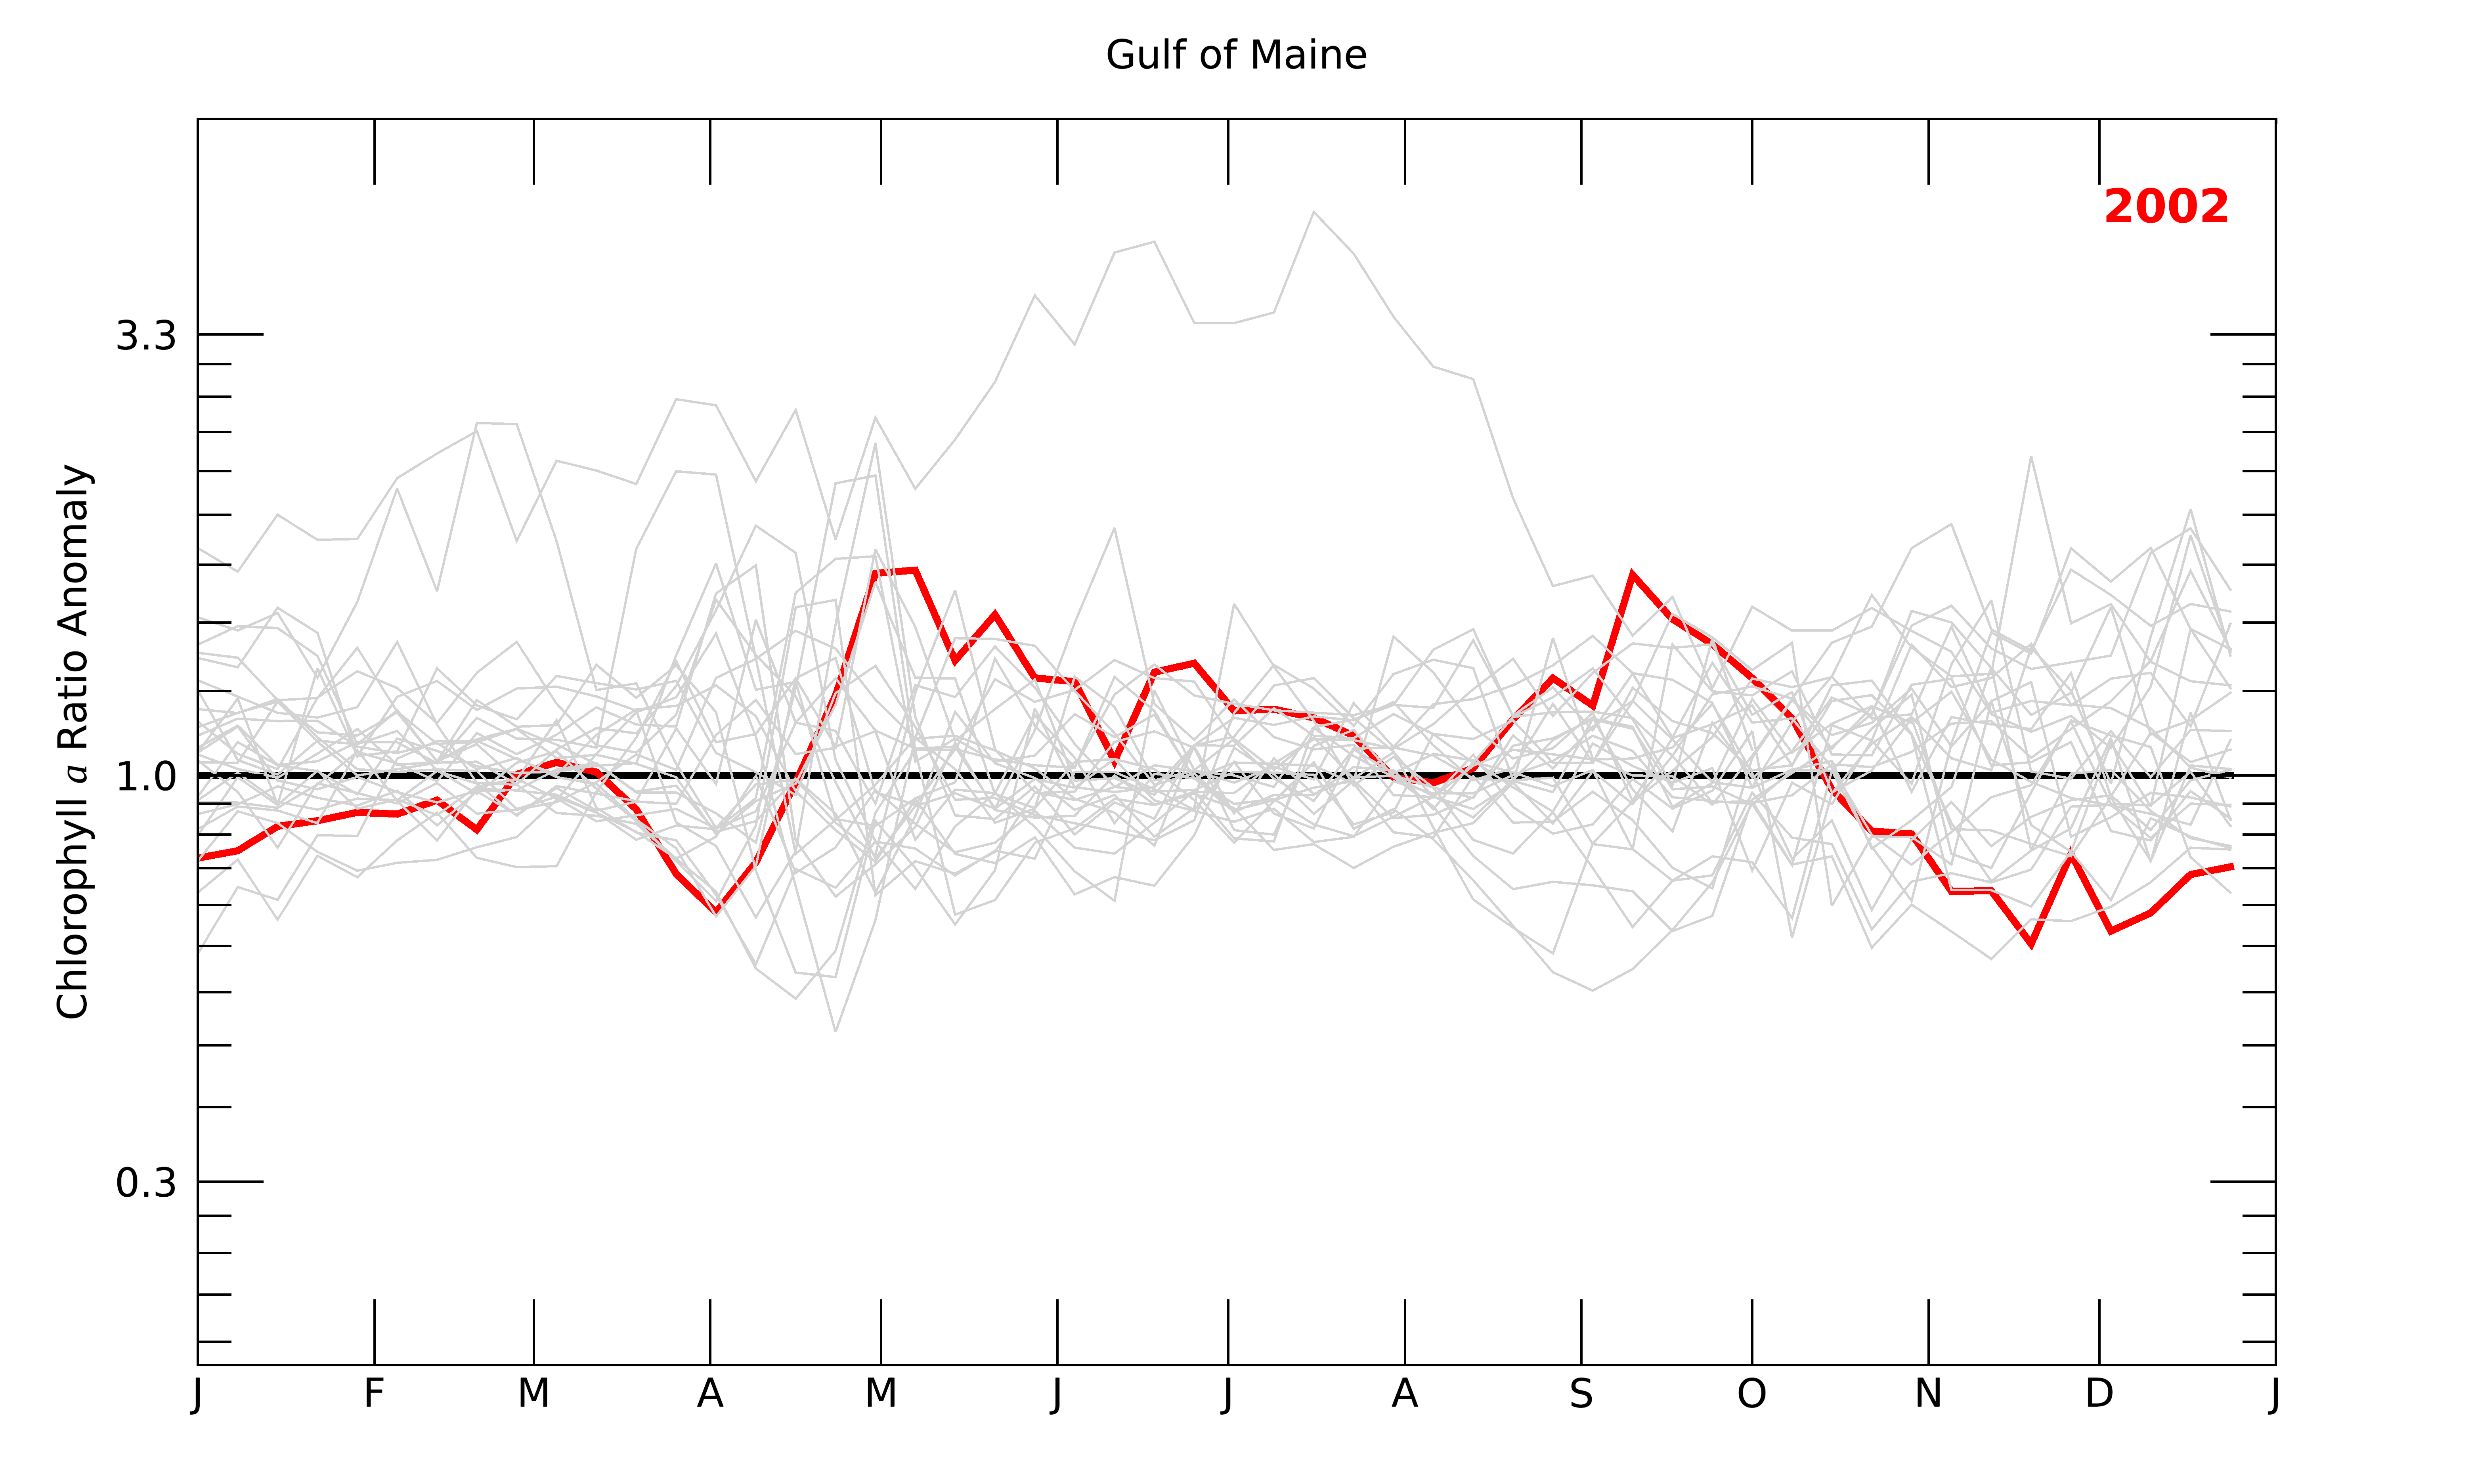 Gulf of Maine
2002
Chlorophyll a Ratio Anomaly
3.3
1.0
0.3
J F M A M J J A S O N D J